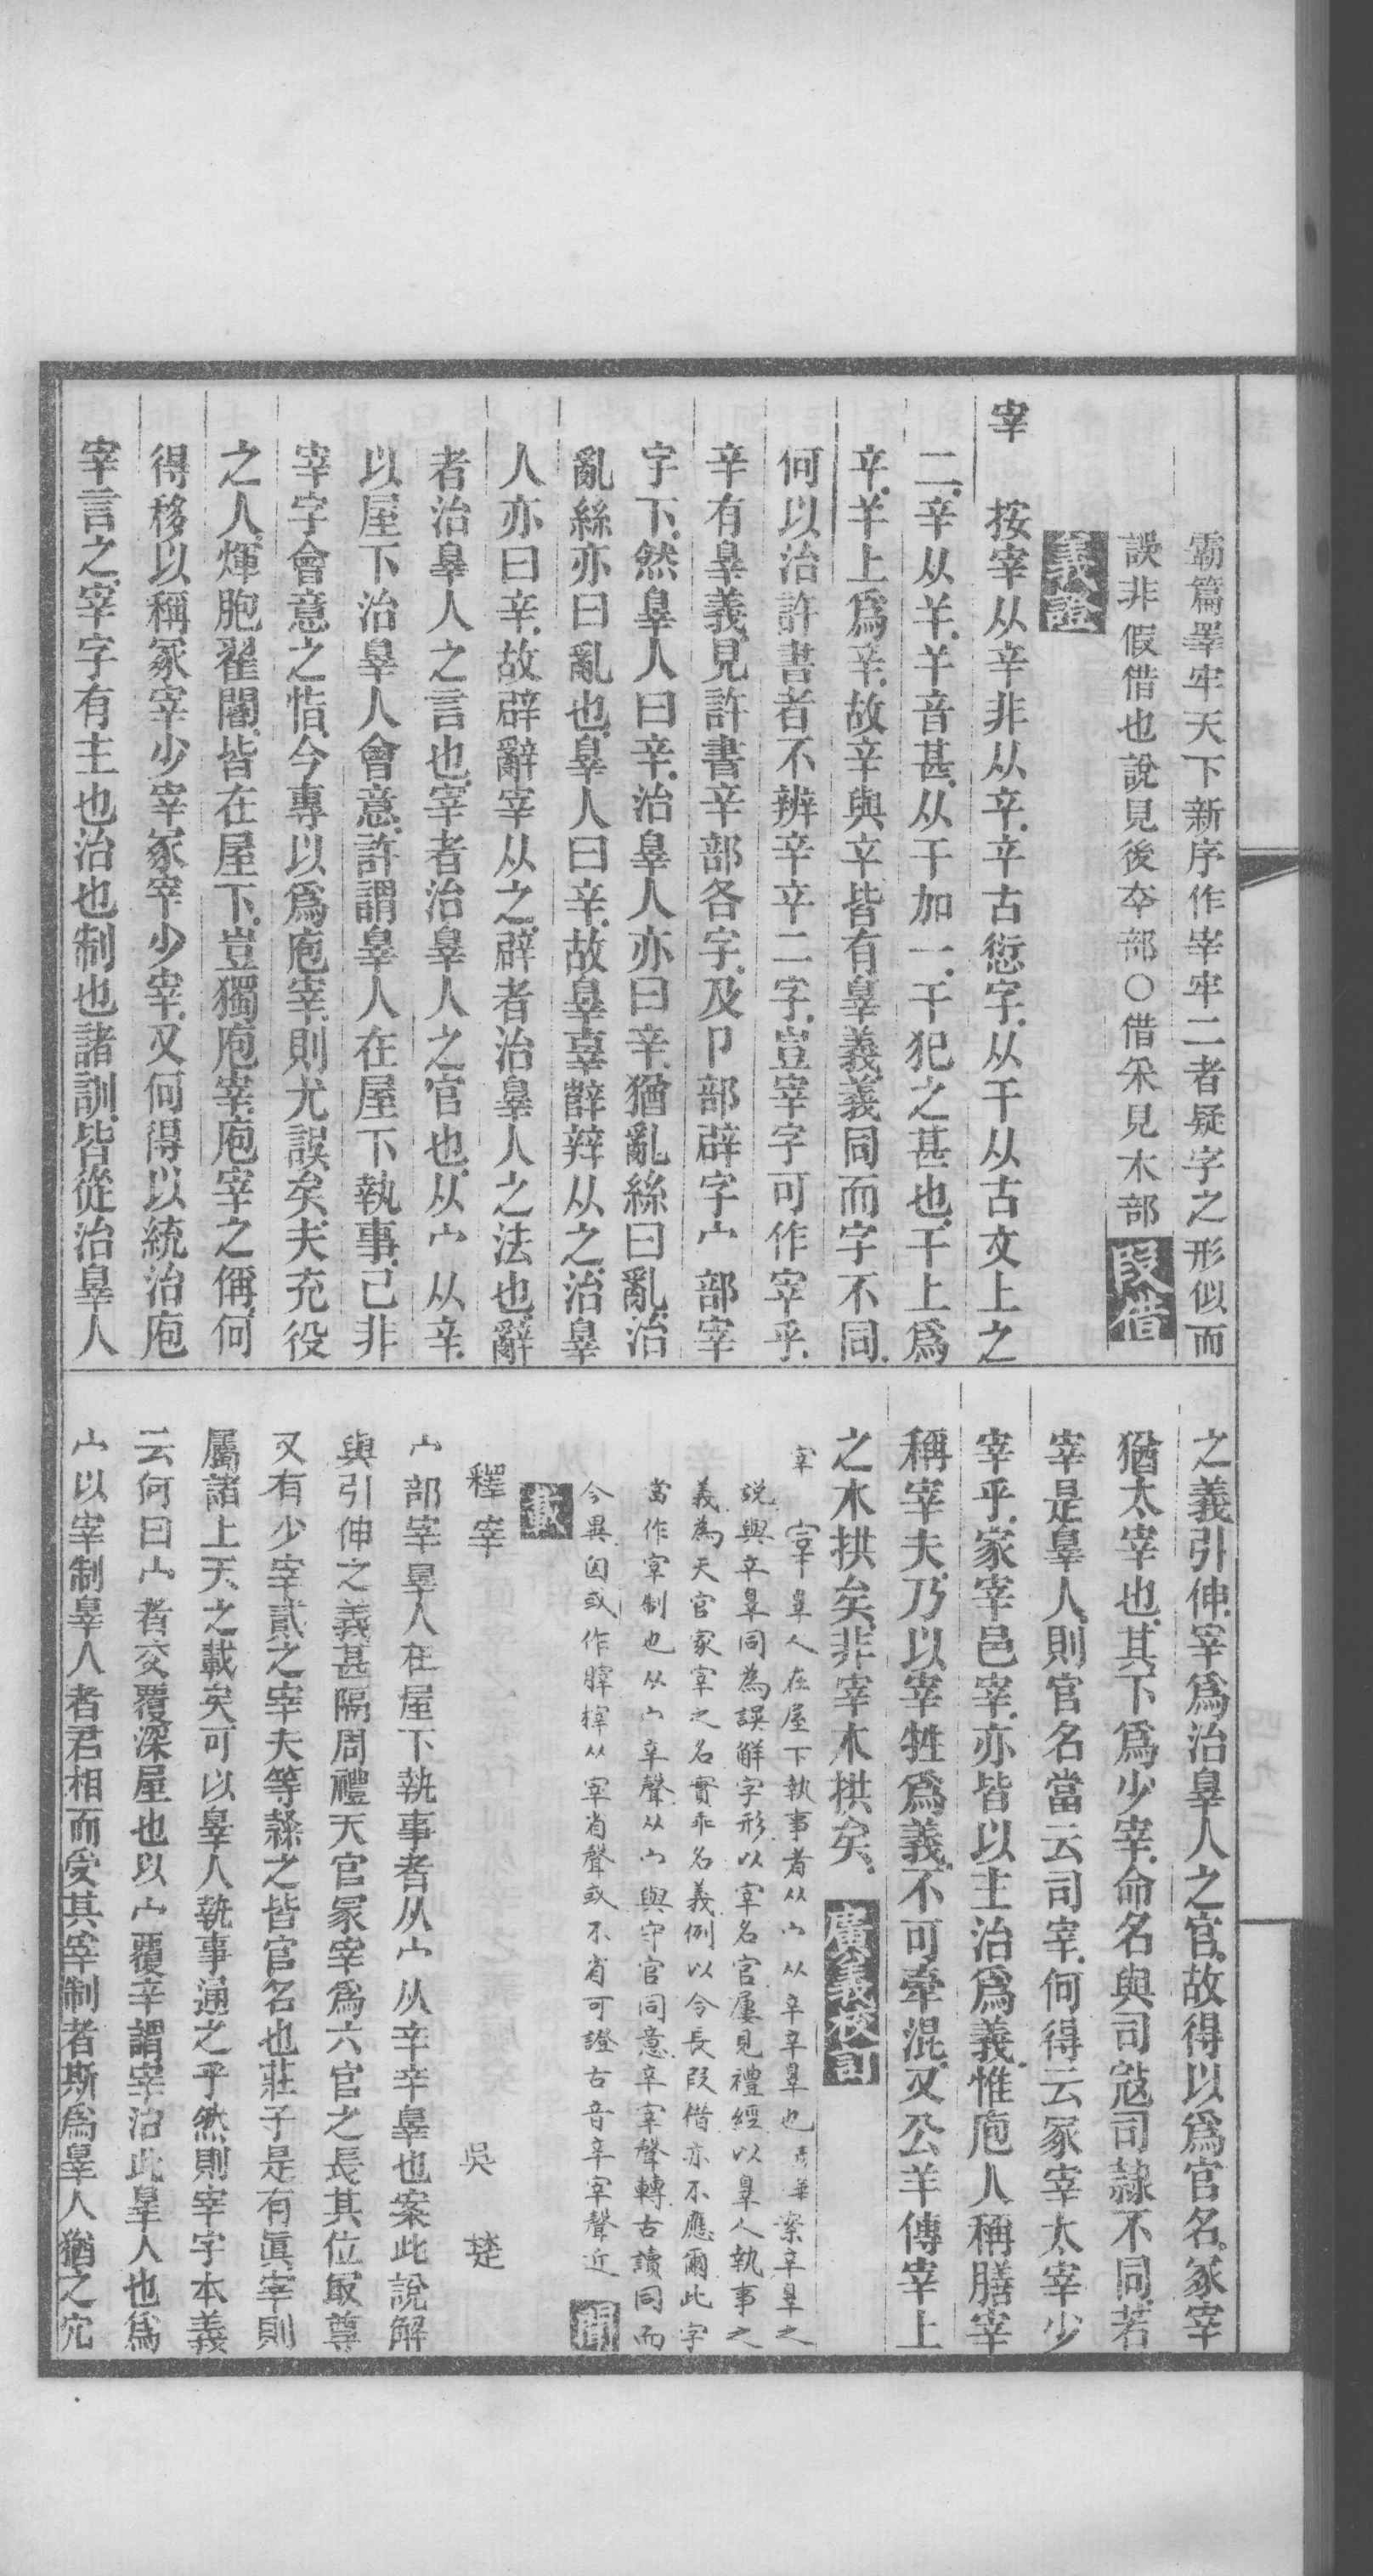 霸篇睪牢天下新序作宰牢二者疑字之形似而
誤非假借也說見後㚔部○借采見木部 段借
義證
宰　按宰从辛非从䇂䇂古愆字从干从古文上之
二辛从𢆉𢆉音甚从干加一干犯之甚也干上爲
䇂𢆉上爲辛故辛與䇂皆有辠義義同而字不同
何以治許書者不辨辛䇂二字豈宰字可作宰乎
辛有辠義見許書辛部各字及卩部辟字宀部宰
字下然辠人曰辛治辠人亦曰辛猶亂絲曰亂治
亂絲亦曰亂也辠人曰辛故辠辜辥辡从之治辠
人亦曰辛故辟辭宰从之辟者治辠人之法也辭
者治辠人之言也宰者治辠人之官也从宀从辛
以屋下治辠人會意許謂辠人在屋下執事已非
宰字會意之恉今專以爲庖宰則尤誤矣夫充役
之人煇胞翟閽皆在屋下豈獨庖宰庖宰之偁何
得移以稱冢宰少宰冢宰少宰又何得以統治庖
宰言之宰字有主也治也制也諸訓皆從治辠人
之義引伸宰爲治辠人之官故得以爲官名冢宰
猶太宰也其下爲少宰命名與司寇司隸不同若
宰是辠人則官名當云司宰何得云冢宰太宰少
宰乎家宰邑宰亦皆以主治爲義惟庖人稱膳宰
稱宰夫乃以宰牲爲義不可牽混又公羊傳宰上
之木拱矣非宰木拱矣 廣義校訂
宰　宰辠人在屋下執事者从宀从辛辛辠也𠀤華案辛辠之
說與辛辠同為誤解字形以宰名官屢見禮經以辠人執事之
義為天官冢宰之名實乖名義例以令長叚借亦不應爾此字
當作宰制也从宀辛聲从宀與守官同意辛宰聲轉古讀同而
今異囟或作䏁梓从宰省聲或不省可證古音辛宰聲近
釋宰　吳楚
宀部宰辠人在屋下執事者从宀从辛辛辠也案此說解
與引伸之義甚隔周禮天官冢宰爲六官之長其位㝡尊
又有少宰貳之宰夫等隸之皆官名也莊子是有眞宰則
屬諸上天之載矣可以辠人執事通之乎然則宰字本義
云何曰宀者交覆深屋也以宀覆辛謂宰治此辠人也爲
宀以宰制辠人者君相而受其宰制者斯爲辠人猶之宂